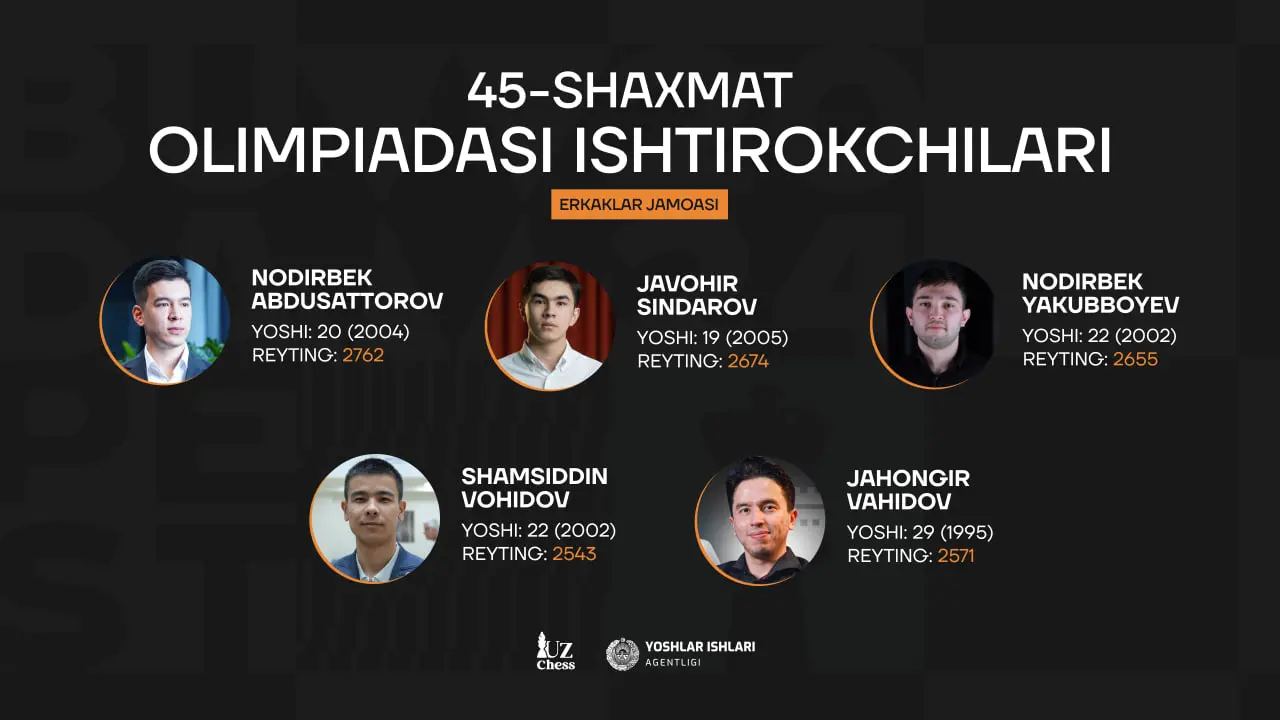 45-SHAXMAT
OLIMPIADASI ISHTIROKCHILARI
ERKAKLAR JAMOASI
NODIRBEK
ABDUSATTOROV
YOSHI: 20 (2004)
REYTING: 2762
JAVOHIR
SINDAROV
YOSHI: 19 (2005)
REYTING: 2674
NODIRBEK
YAKUBBOYEV
YOSHI: 22 (2002)
REYTING: 2655
SHAMSIDDIN
VOHIDOV
YOSHI: 22 (2002)
REYTING: 2543
JAHONGIR
VAHIDOV
YOSHI: 29 (1995)
REYTING: 2571
UZ
Chess
YOSHLAR ISHLARI
AGENTLIGI